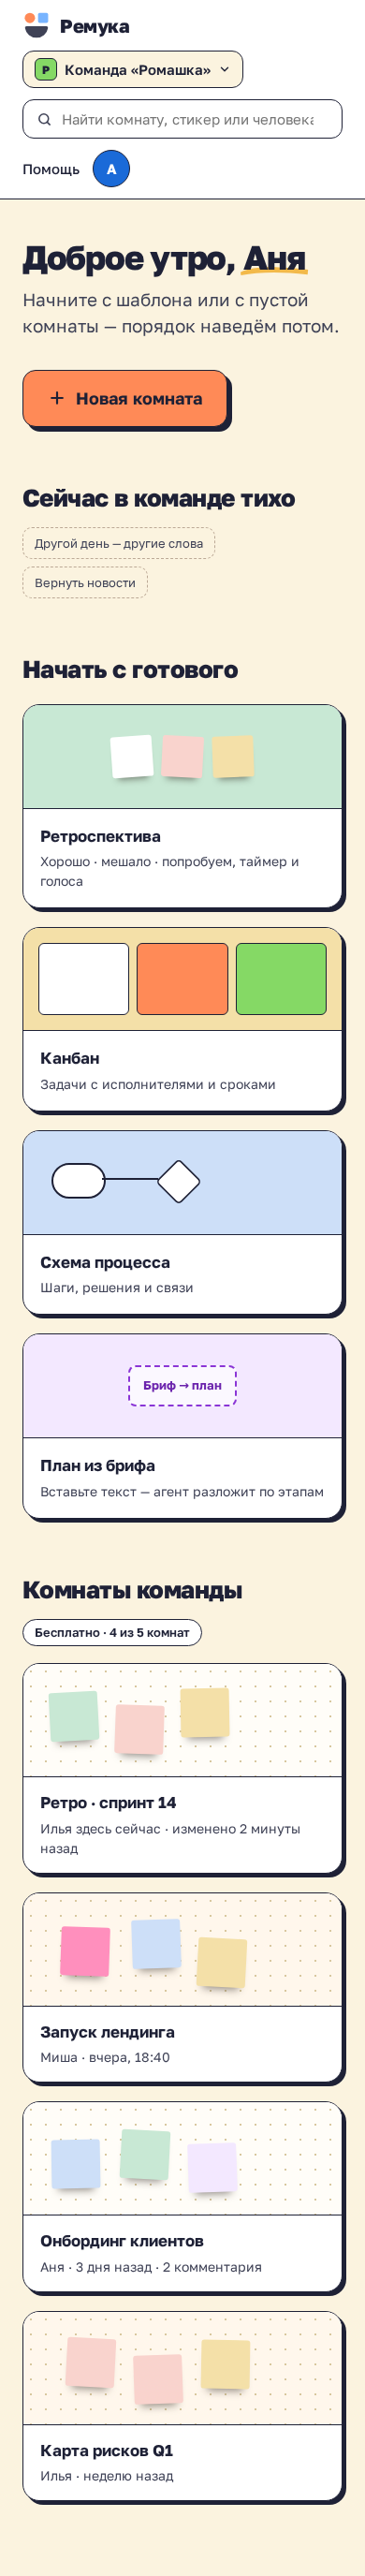 Ремука
Р Команда «Ромашка»
Найти комнату, стикер или человека
Помощь А
Доброе утро, Аня
Начните с шаблона или с пустой
комнаты — порядок наведём потом.
+ Новая комната
Сейчас в команде тихо
Другой день — другие слова
Вернуть новости
Начать с готового
Ретроспектива
Хорошо · мешало · попробуем, таймер и
голоса
Канбан
Задачи с исполнителями и сроками
Схема процесса
Шаги, решения и связи
Бриф → план
План из брифа
Вставьте текст — агент разложит по этапам
Комнаты команды
Бесплатно · 4 из 5 комнат
Ретро · спринт 14
Илья здесь сейчас · изменено 2 минуты
назад
Запуск лендинга
Миша · вчера, 18:40
Онбординг клиентов
Аня · 3 дня назад · 2 комментария
Карта рисков Q1
Илья · неделю назад